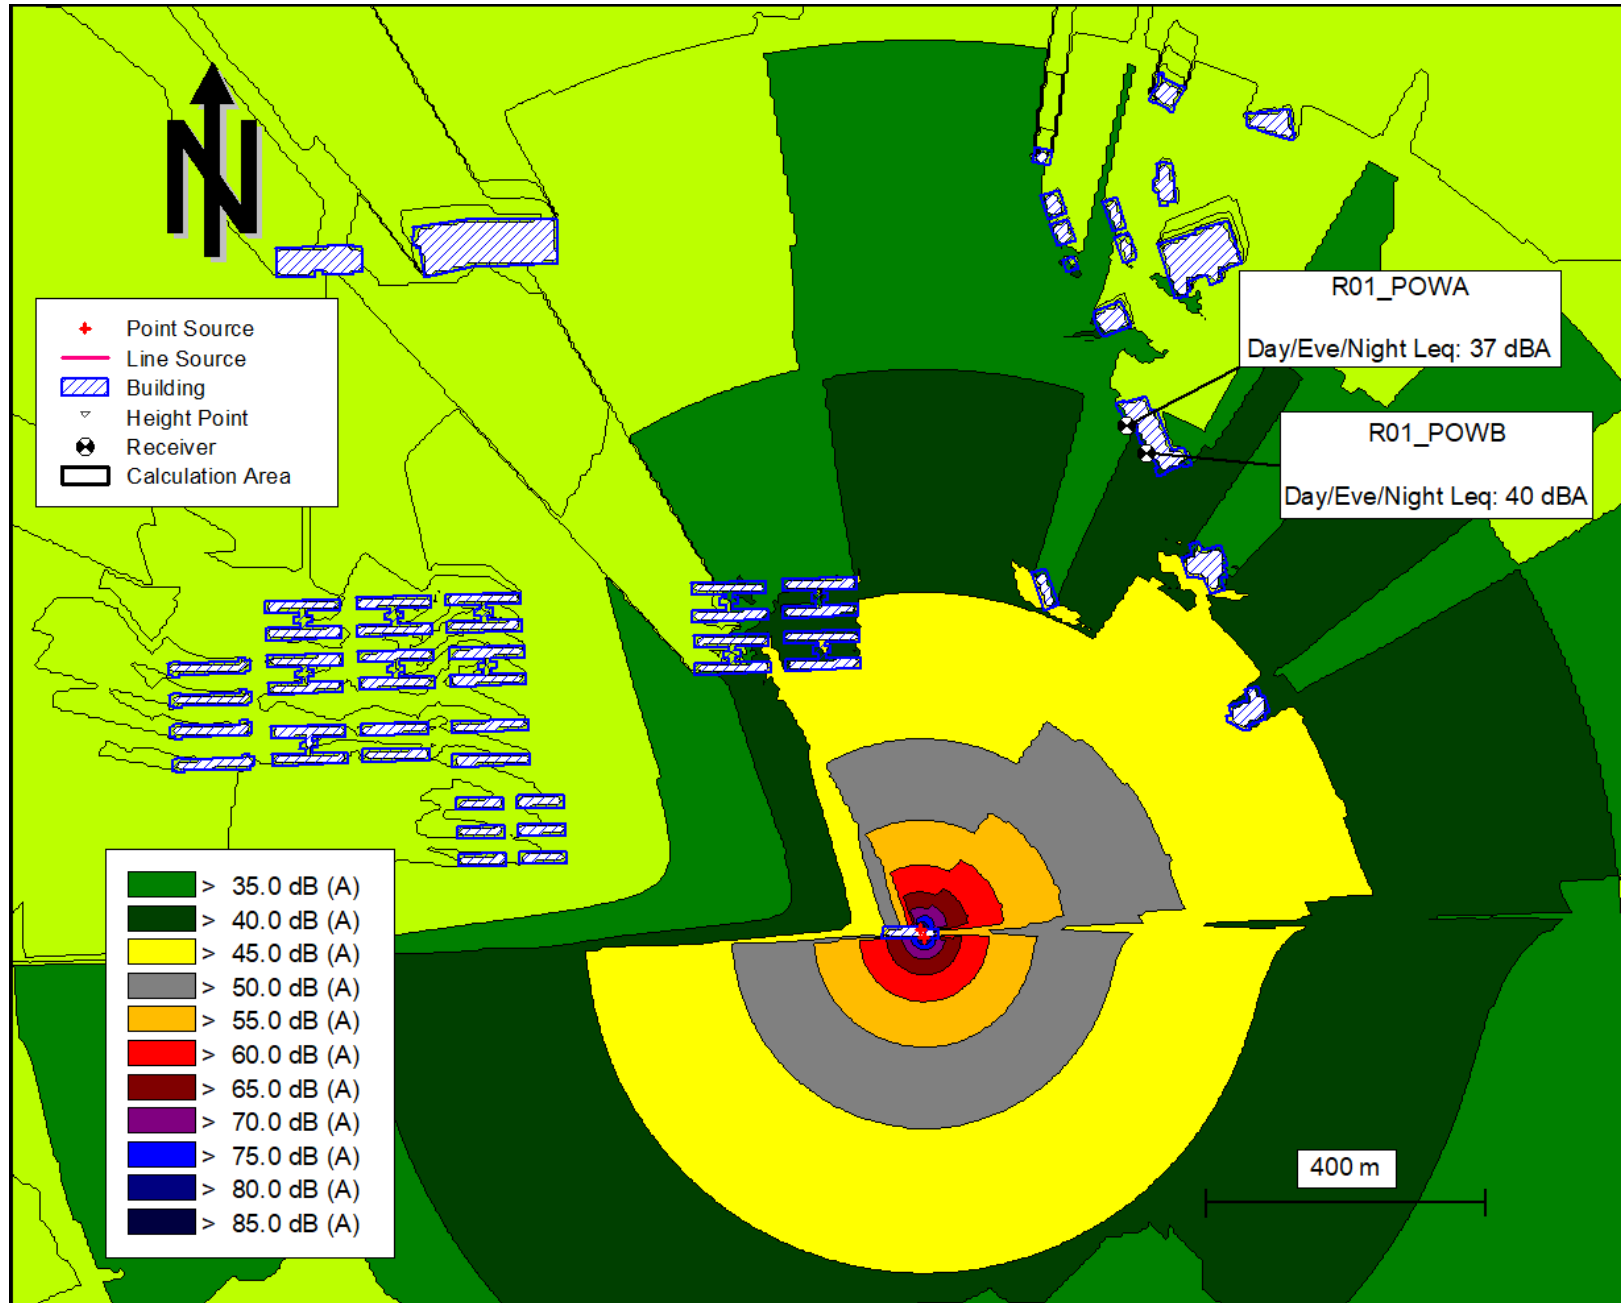 N
R01_POWA
Day/Eve/Night Leq: 37 dBA
Point Source
Line Source
Building
Height Point
Receiver
Calculation Area
R01_POWB
Day/Eve/Night Leq: 40 dBA
> 35.0 dB (A)
> 40.0 dB (A)
> 45.0 dB (A)
> 50.0 dB (A)
> 55.0 dB (A)
> 60.0 dB (A)
> 65.0 dB (A)
> 70.0 dB (A)
> 75.0 dB (A)
> 80.0 dB (A)
> 85.0 dB (A)
400 m